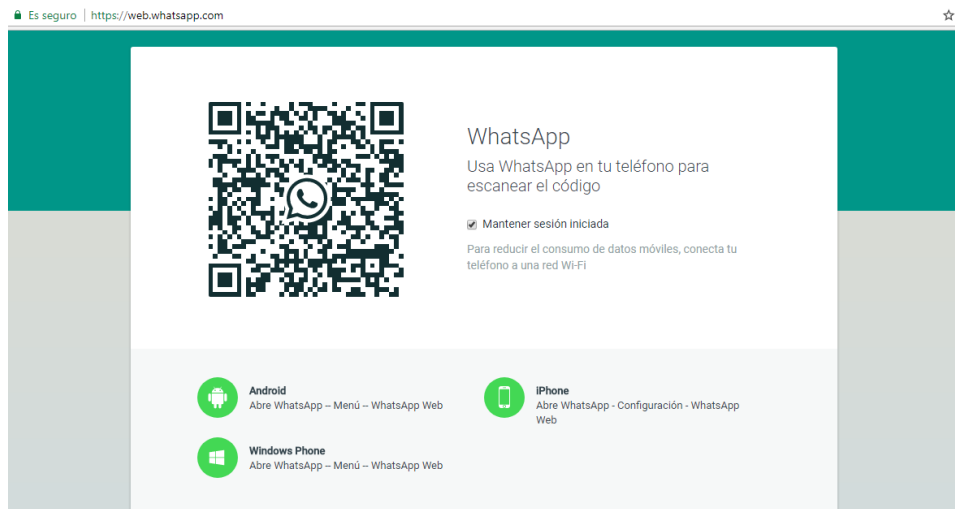 Es seguro | https://web.whatsapp.com
WhatsApp
Usa WhatsApp en tu teléfono para
escanear el código
Mantener sesión iniciada
Para reducir el consumo de datos móviles, conecta tu
teléfono a una red Wi-Fi
Android
Abre WhatsApp – Menú – WhatsApp Web
iPhone
Abre WhatsApp - Configuración - WhatsApp
Web
Windows Phone
Abre WhatsApp – Menú – WhatsApp Web